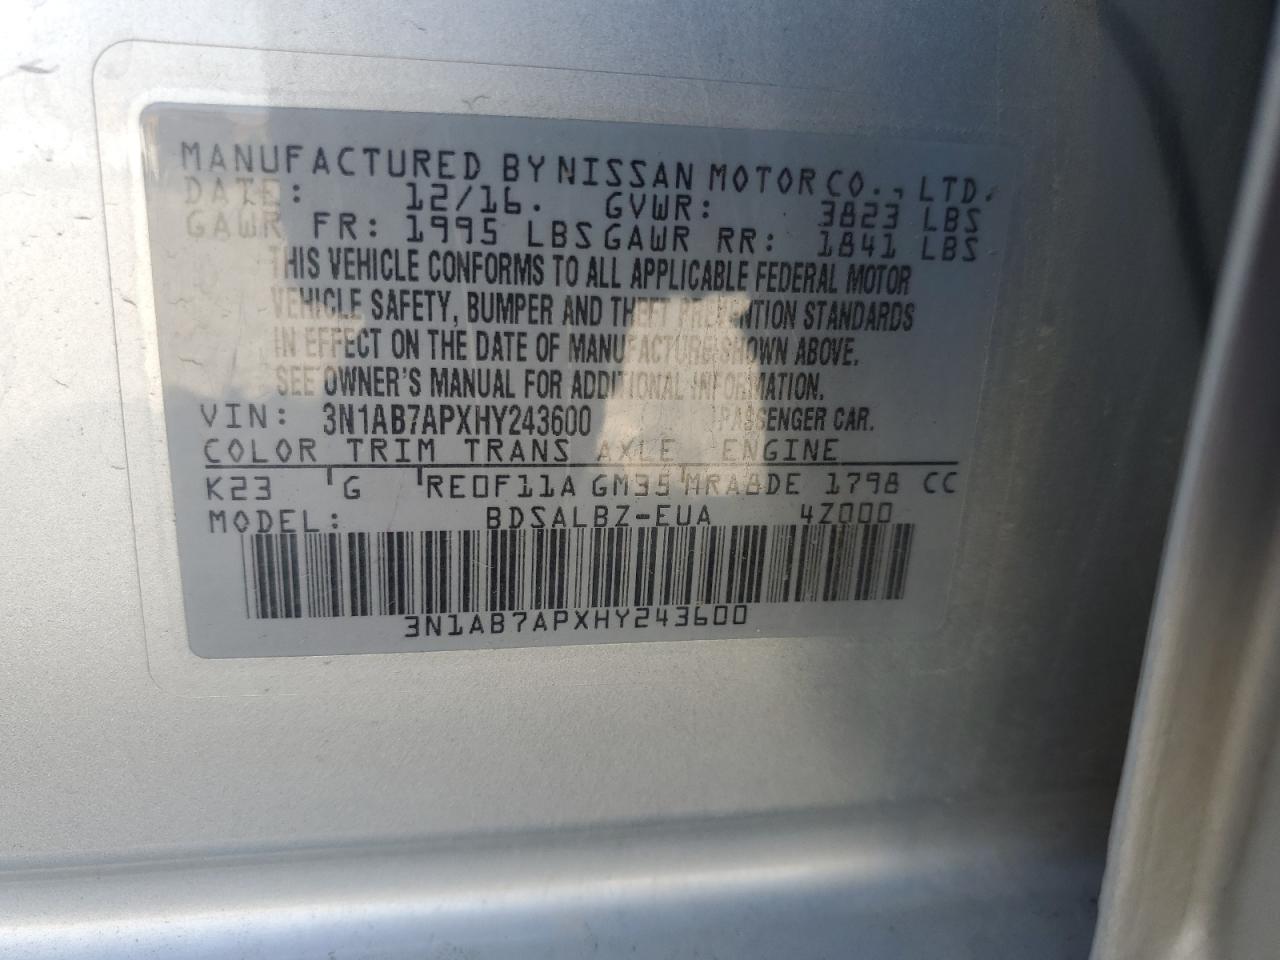 MANUFACTURED BY NISSAN MOTOR CO., LTD.
DATE: 12/16. GVWR: 3823 LBS
GAWR FR: 1995 LBS GAWR RR: 1841 LBS
THIS VEHICLE CONFORMS TO ALL APPLICABLE FEDERAL MOTOR
VEHICLE SAFETY, BUMPER AND THEFT PREVENTION STANDARDS
IN EFFECT ON THE DATE OF MANUFACTURE SHOWN ABOVE.
SEE OWNER'S MANUAL FOR ADDITIONAL INFORMATION.
VIN: 3N1AB7APXHY243600 PASSENGER CAR.
COLOR TRIM TRANS AXLE ENGINE
K23 G RE0F11A GM35 MRA8DE 1798 CC
MODEL: BDSALBZ-EUA 4Z000
3N1AB7APXHY243600